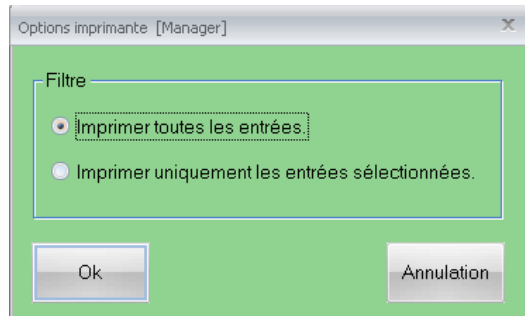 Options imprimante [Manager]
Filtre
Imprimer toutes les entrées.
Imprimer uniquement les entrées sélectionnées.
Ok
Annulation